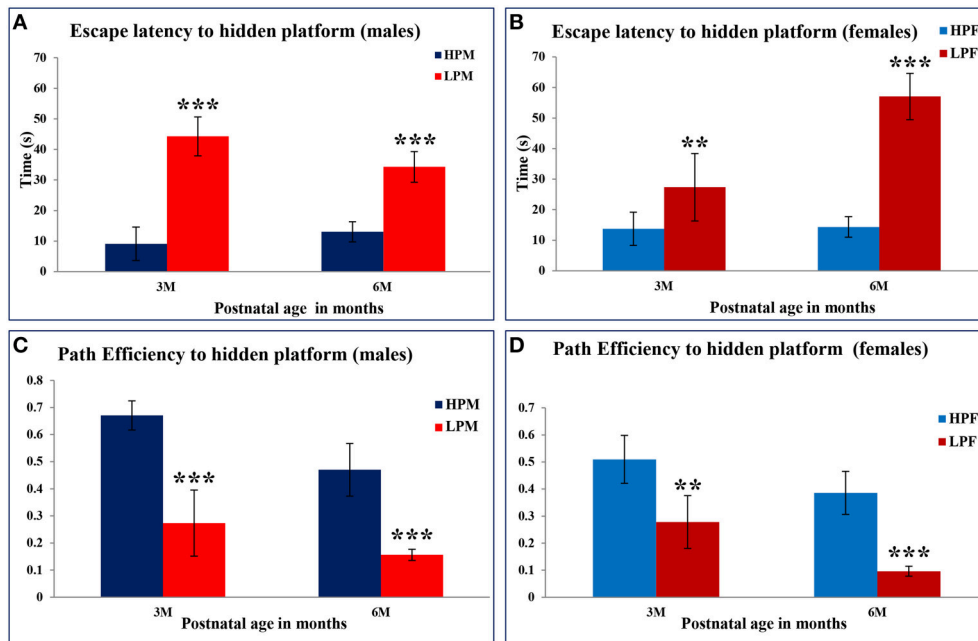 A
Escape latency to hidden platform (males)
HPM
LPM
70
60
50
40
30
20
10
0
Time (s)
***
***
3M
6M
Postnatal age in months
B
Escape latency to hidden platform (females)
HPF
LPF
70
60
50
40
30
20
10
0
Time (s)
**
***
3M
6M
Postnatal age in months
C
Path Efficiency to hidden platform (males)
HPM
LPM
0.8
0.7
0.6
0.5
0.4
0.3
0.2
0.1
0
***
***
3M
6M
Postnatal age in months
D
Path Efficiency to hidden platform (females)
HPF
LPF
0.7
0.6
0.5
0.4
0.3
0.2
0.1
0
**
***
3M
6M
Postnatal age in months